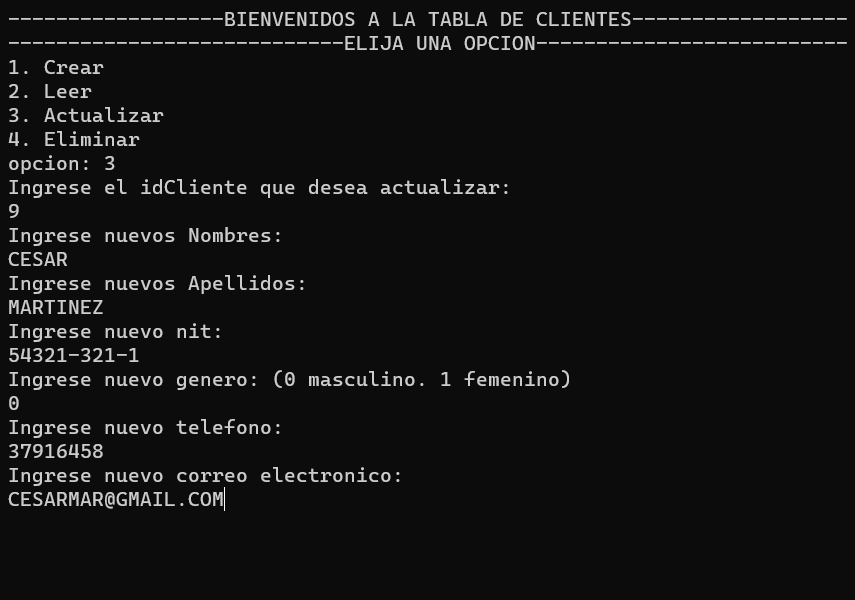 ------------------BIENVENIDOS A LA TABLA DE CLIENTES------------------
----------------------------ELIJA UNA OPCION--------------------------
1. Crear
2. Leer
3. Actualizar
4. Eliminar
opcion: 3
Ingrese el idCliente que desea actualizar:
9
Ingrese nuevos Nombres:
CESAR
Ingrese nuevos Apellidos:
MARTINEZ
Ingrese nuevo nit:
54321-321-1
Ingrese nuevo genero: (0 masculino. 1 femenino)
0
Ingrese nuevo telefono:
37916458
Ingrese nuevo correo electronico:
CESARMAR@GMAIL.COM